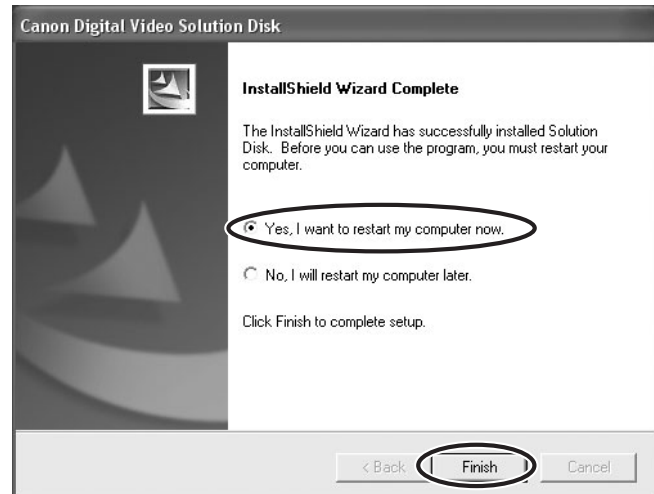 Canon Digital Video Solution Disk
InstallShield Wizard Complete
The InstallShield Wizard has successfully installed Solution
Disk. Before you can use the program, you must restart your
computer.
Yes, I want to restart my computer now.
No, I will restart my computer later.
Click Finish to complete setup.
< Back Finish Cancel